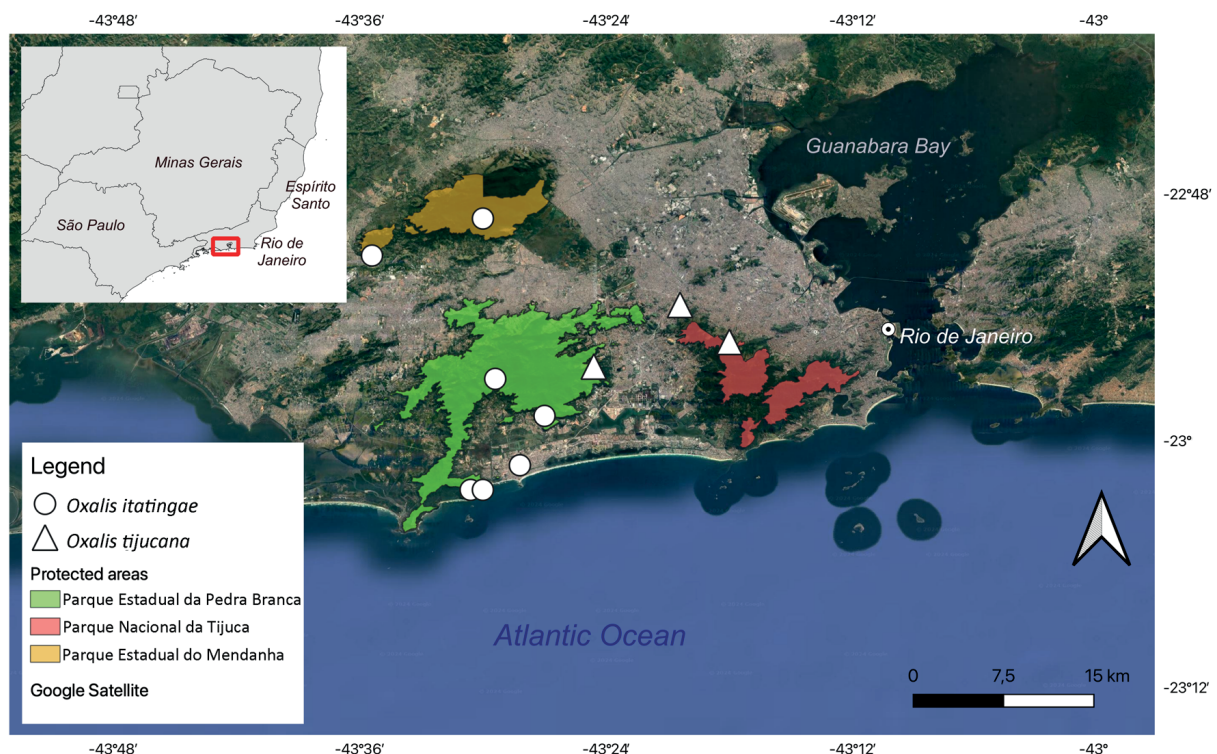 -43°48' -43°36' -43°24' -43°12' -43°
Minas Gerais
Espírito
Santo
São Paulo
Rio de
Janeiro
Guanabara Bay
-22°48'
Rio de Janeiro
-23°
Legend
Oxalis itatingae
Oxalis tijucana
Protected areas
Parque Estadual da Pedra Branca
Parque Nacional da Tijuca
Parque Estadual do Mendanha
Google Satellite
Atlantic Ocean
0 7,5 15 km
-23°12'
-43°48' -43°36' -43°24' -43°12' -43°